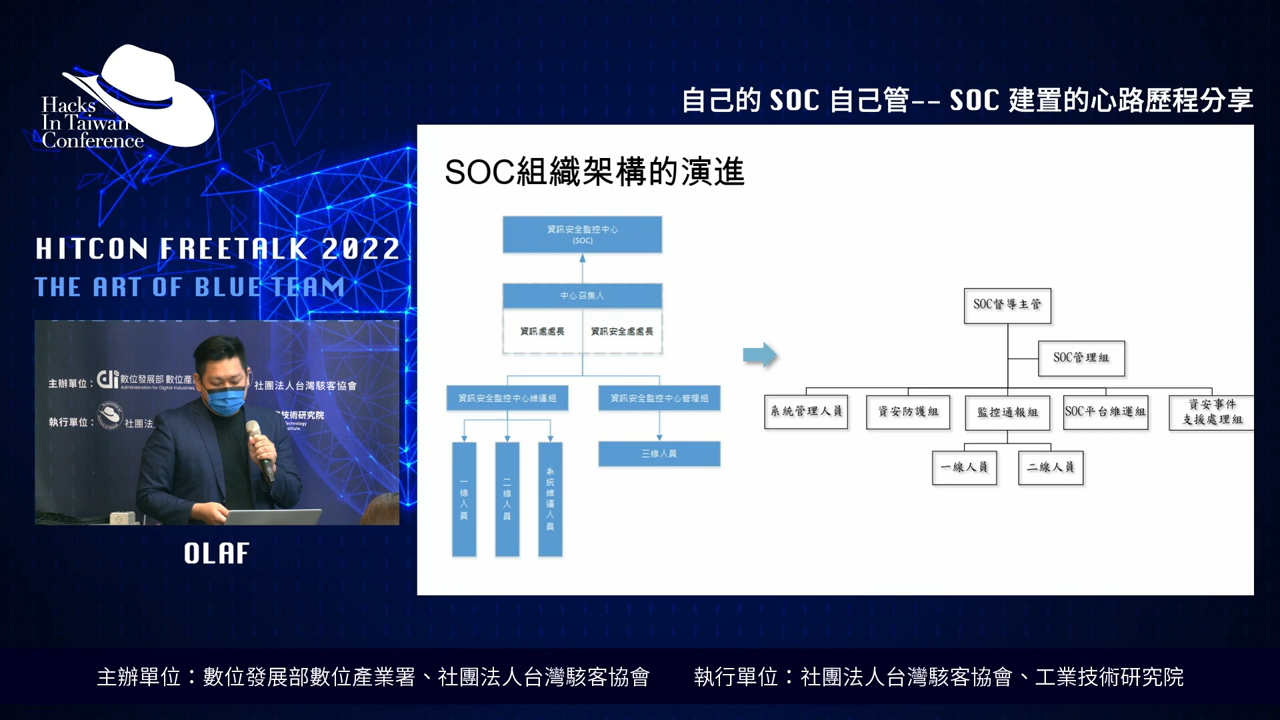 Hacks
In Taiwan
Conference
自己的 SOC 自己管-- SOC 建置的心路歷程分享
HITCON FREETALK 2022
THE ART OF BLUE TEAM
SOC組織架構的演進
資訊安全監控中心
(SOC)
中心召集人
資訊處處長
資訊安全處處長
資訊安全監控中心維運組
資訊安全監控中心管理組
三線人員
一線人員
二線人員
系統維運人員
SOC督導主管
SOC管理組
系統管理人員
資安防護組
監控通報組
SOC平台維運組
資安事件
支援處理組
一線人員
二線人員
主辦單位：
數位發展部 數位產
社團法人台灣駭客協會
執行單位：
社團法
技術研究院
OLAF
主辦單位：數位發展部數位產業署、社團法人台灣駭客協會
執行單位：社團法人台灣駭客協會、工業技術研究院